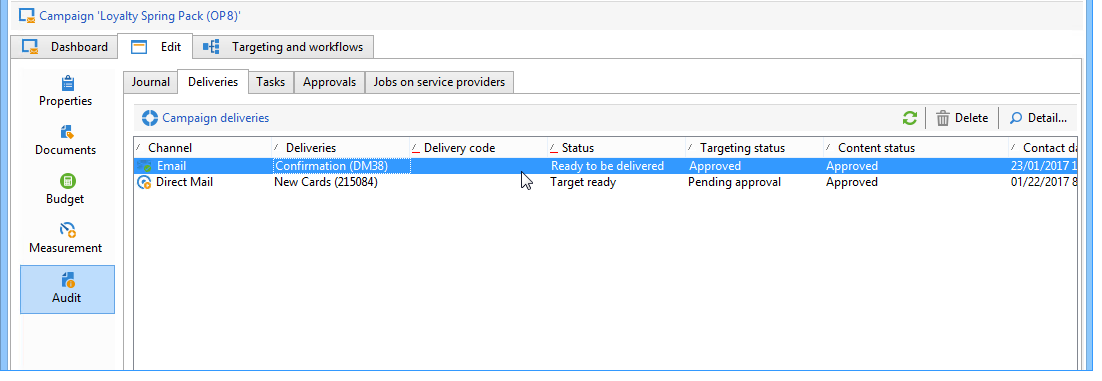 Campaign 'Loyalty Spring Pack (OP8)'
Dashboard Edit Targeting and workflows
Journal Deliveries Tasks Approvals Jobs on service providers
Properties
Documents
Budget
Measurement
Audit
Campaign deliveries Delete Detail...
Channel Deliveries Delivery code Status Targeting status Content status Contact da
Email Confirmation (DM38) Ready to be delivered Approved Approved 23/01/2017 1
Direct Mail New Cards (215084) Target ready Pending approval Approved 01/22/2017 8